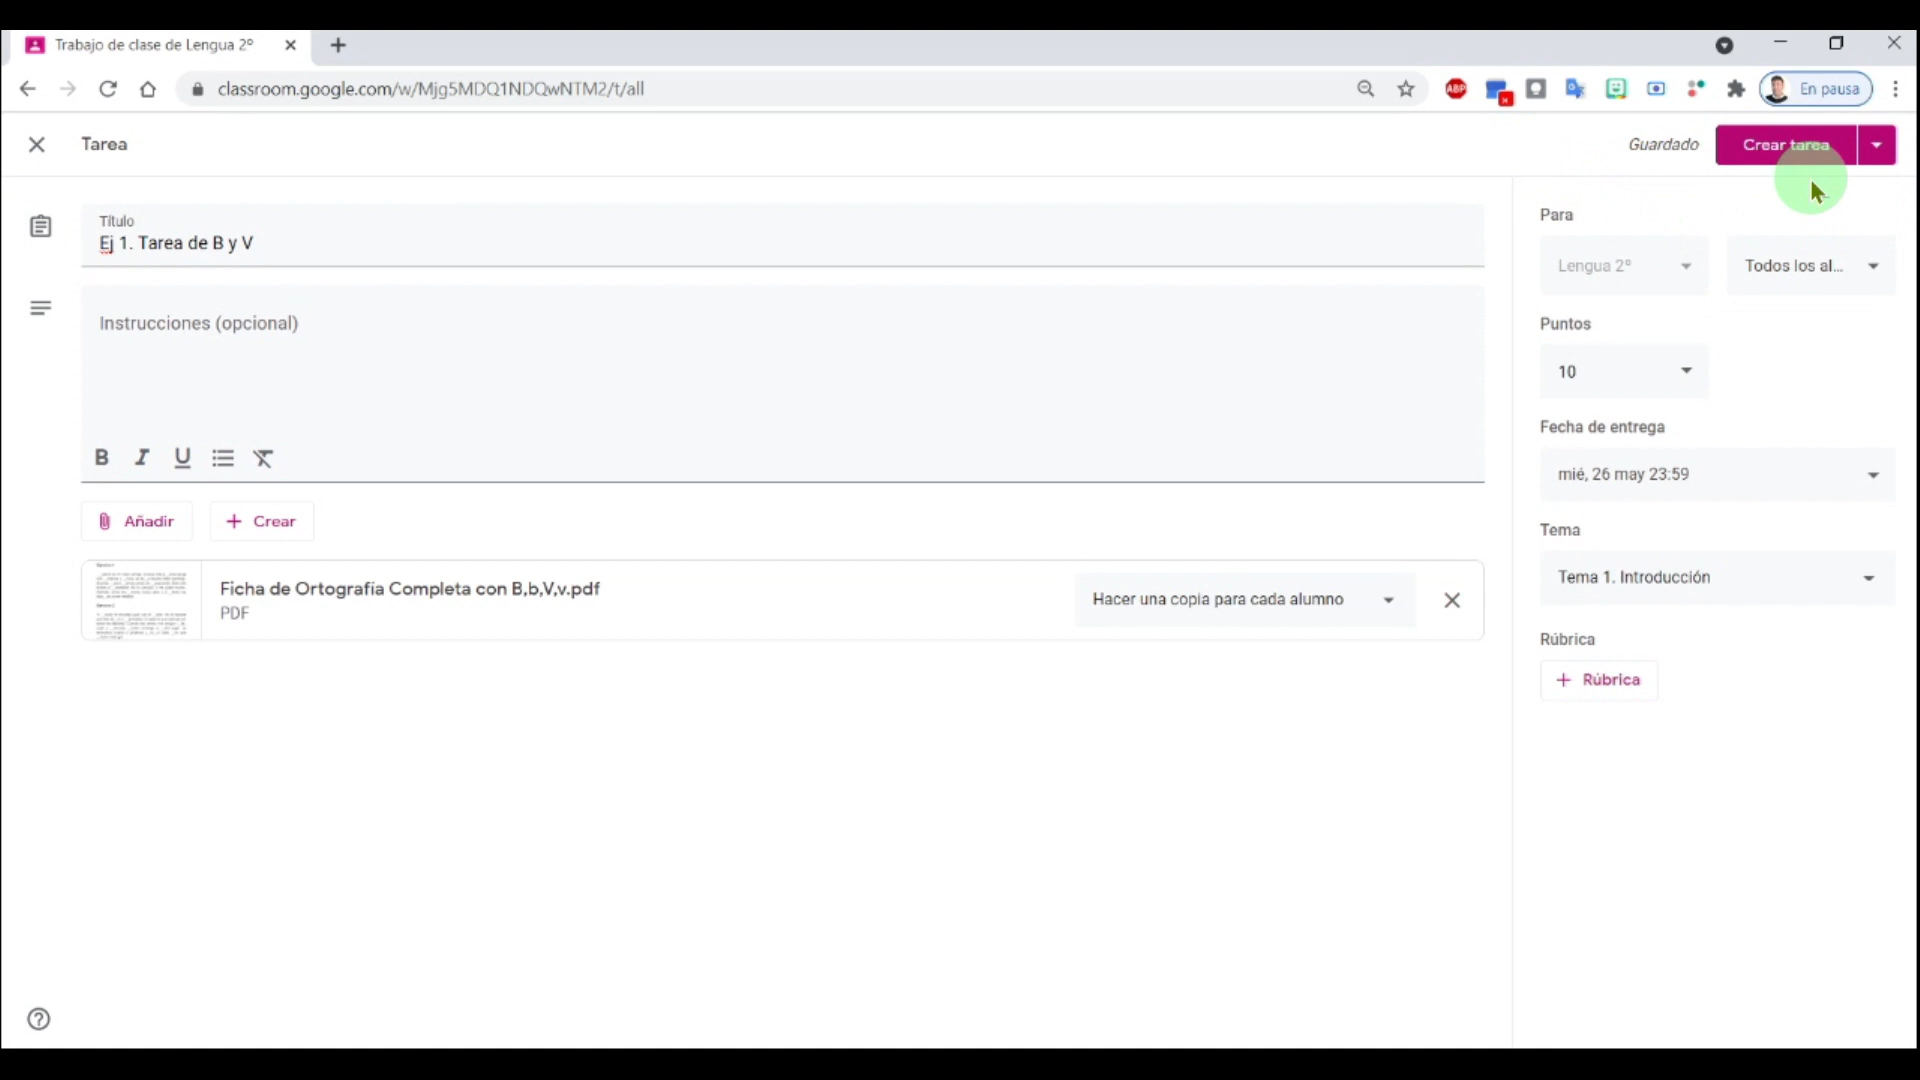 Trabajo de clase de Lengua 2º
classroom.google.com/w/Mjg5MDQ1NDQwNTM2/t/all
ABP
En pausa
Tarea
Guardado
Crear tarea
Título
Ej 1. Tarea de B y V
Instrucciones (opcional)
B I U
Añadir
Crear
Ficha de Ortografía Completa con B,b,V,v.pdf
PDF
Hacer una copia para cada alumno
Para
Lengua 2º
Todos los al...
Puntos
10
Fecha de entrega
mié, 26 may 23:59
Tema
Tema 1. Introducción
Rúbrica
Rúbrica